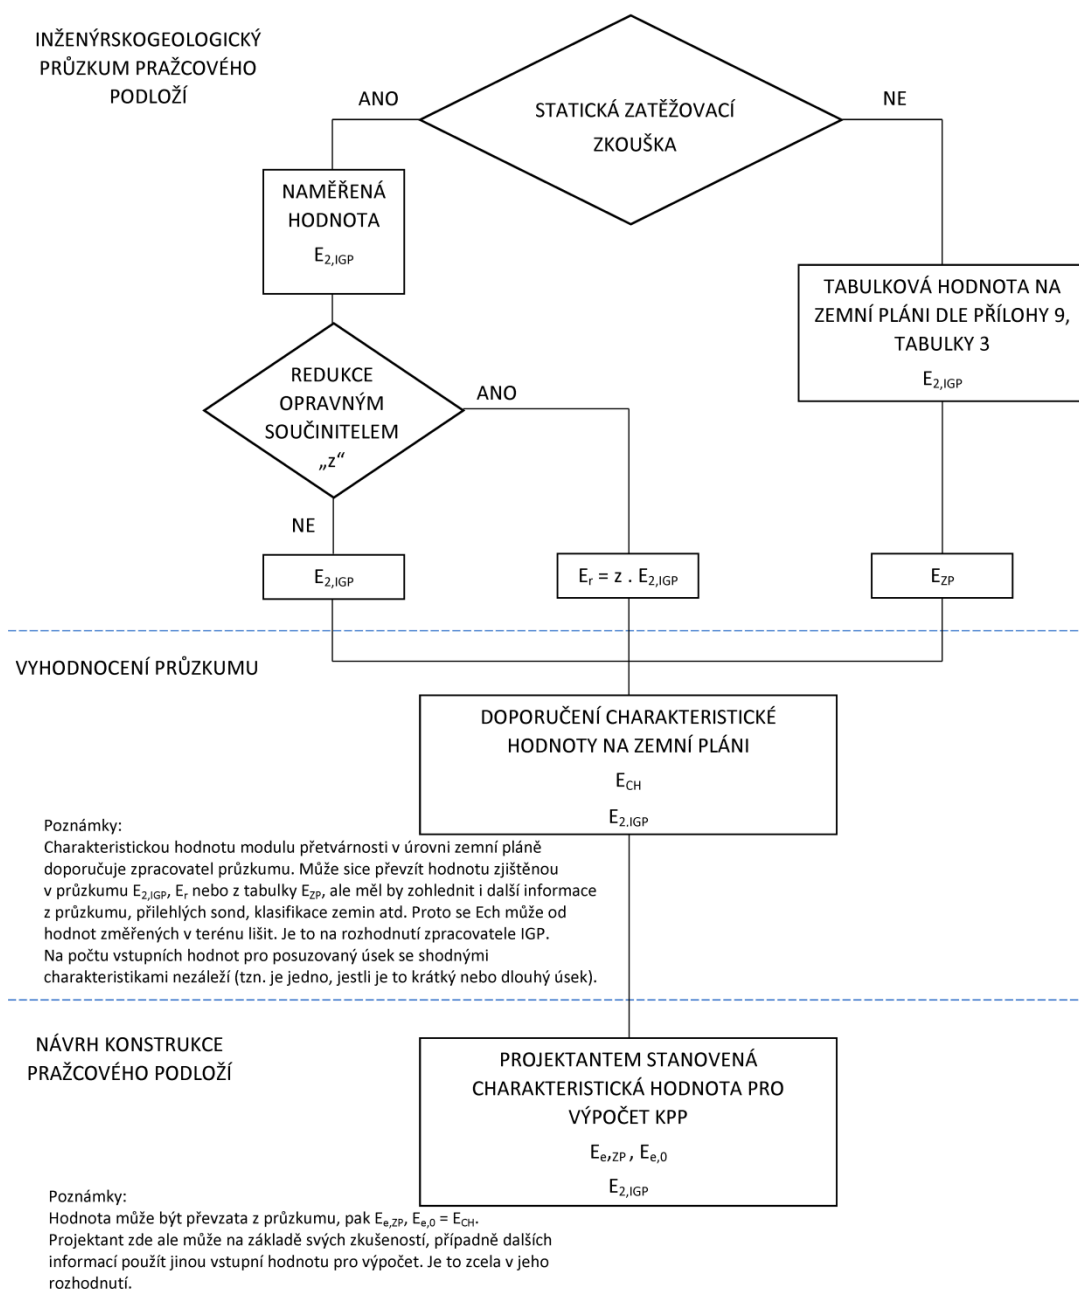 INŽENÝRSKOGEOLOGICKÝ
PRŮZKUM PRAŽCOVÉHO
PODLOŽÍ
ANO
STATICKÁ ZATĚŽOVACÍ
ZKOUŠKA
NE
NAMĚŘENÁ
HODNOTA
E2,IGP
TABULKOVÁ HODNOTA NA
ZEMNÍ PLÁNI DLE PŘÍLOHY 9,
TABULKY 3
E2,IGP
REDUKCE
OPRAVNÝM
SOUČINITELEM
„z“
ANO
NE
E2,IGP
Er = z . E2,IGP
EZP
VYHODNOCENÍ PRŮZKUMU
DOPORUČENÍ CHARAKTERISTICKÉ
HODNOTY NA ZEMNÍ PLÁNI
ECH
E2.IGP
Poznámky:
Charakteristickou hodnotu modulu přetvárnosti v úrovni zemní pláně
doporučuje zpracovatel průzkumu. Může sice převzít hodnotu zjištěnou
v průzkumu E2,IGP, Er nebo z tabulky EZP, ale měl by zohlednit i další informace
z průzkumu, přilehlých sond, klasifikace zemin atd. Proto se Ech může od
hodnot změřených v terénu lišit. Je to na rozhodnutí zpracovatele IGP.
Na počtu vstupních hodnot pro posuzovaný úsek se shodnými
charakteristikami nezáleží (tzn. je jedno, jestli je to krátký nebo dlouhý úsek).
NÁVRH KONSTRUKCE
PRAŽCOVÉHO PODLOŽÍ
PROJEKTANTEM STANOVENÁ
CHARAKTERISTICKÁ HODNOTA PRO
VÝPOČET KPP
Ee,ZP , Ee,0
E2,IGP
Poznámky:
Hodnota může být převzata z průzkumu, pak Ee,ZP, Ee,0 = ECH.
Projektant zde ale může na základě svých zkušeností, případně dalších
informací použít jinou vstupní hodnotu pro výpočet. Je to zcela v jeho
rozhodnutí.